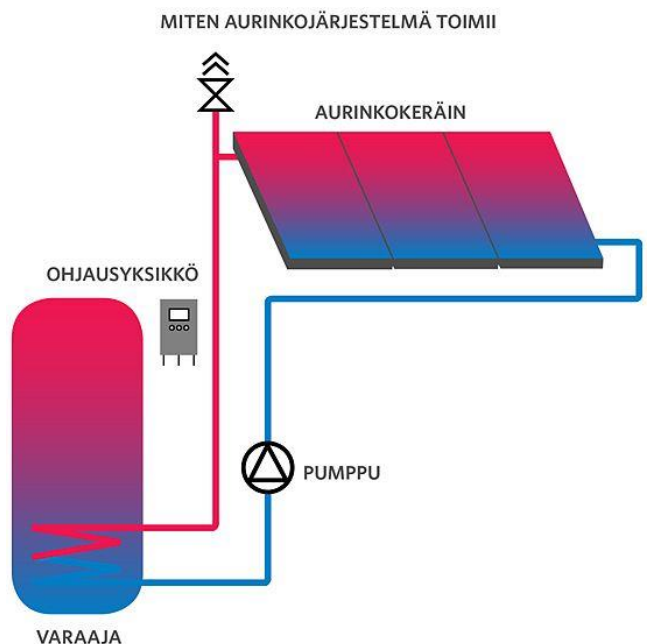 MITEN AURINKOJÄRJESTELMÄ TOIMII
AURINKOKERÄIN
OHJAUSYKSIKKÖ
PUMPPU
VARAAJA